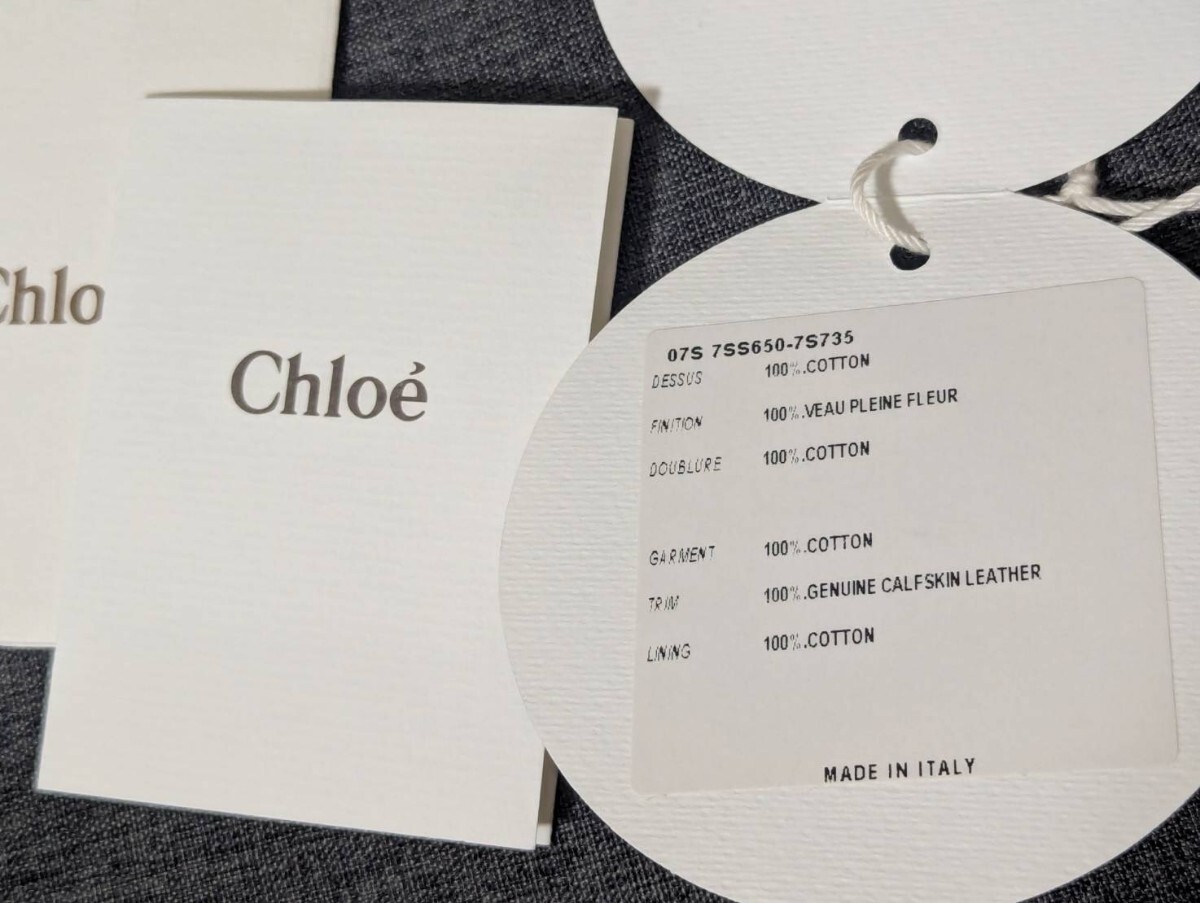 Chlo
Chloé
07S 7SS650-7S735
DESSUS 100%.COTTON
FINITION 100%.VEAU PLEINE FLEUR
DOUBLURE 100%.COTTON
GARMENT 100%.COTTON
TRIM 100%.GENUINE CALFSKIN LEATHER
LINING 100%.COTTON
MADE IN ITALY